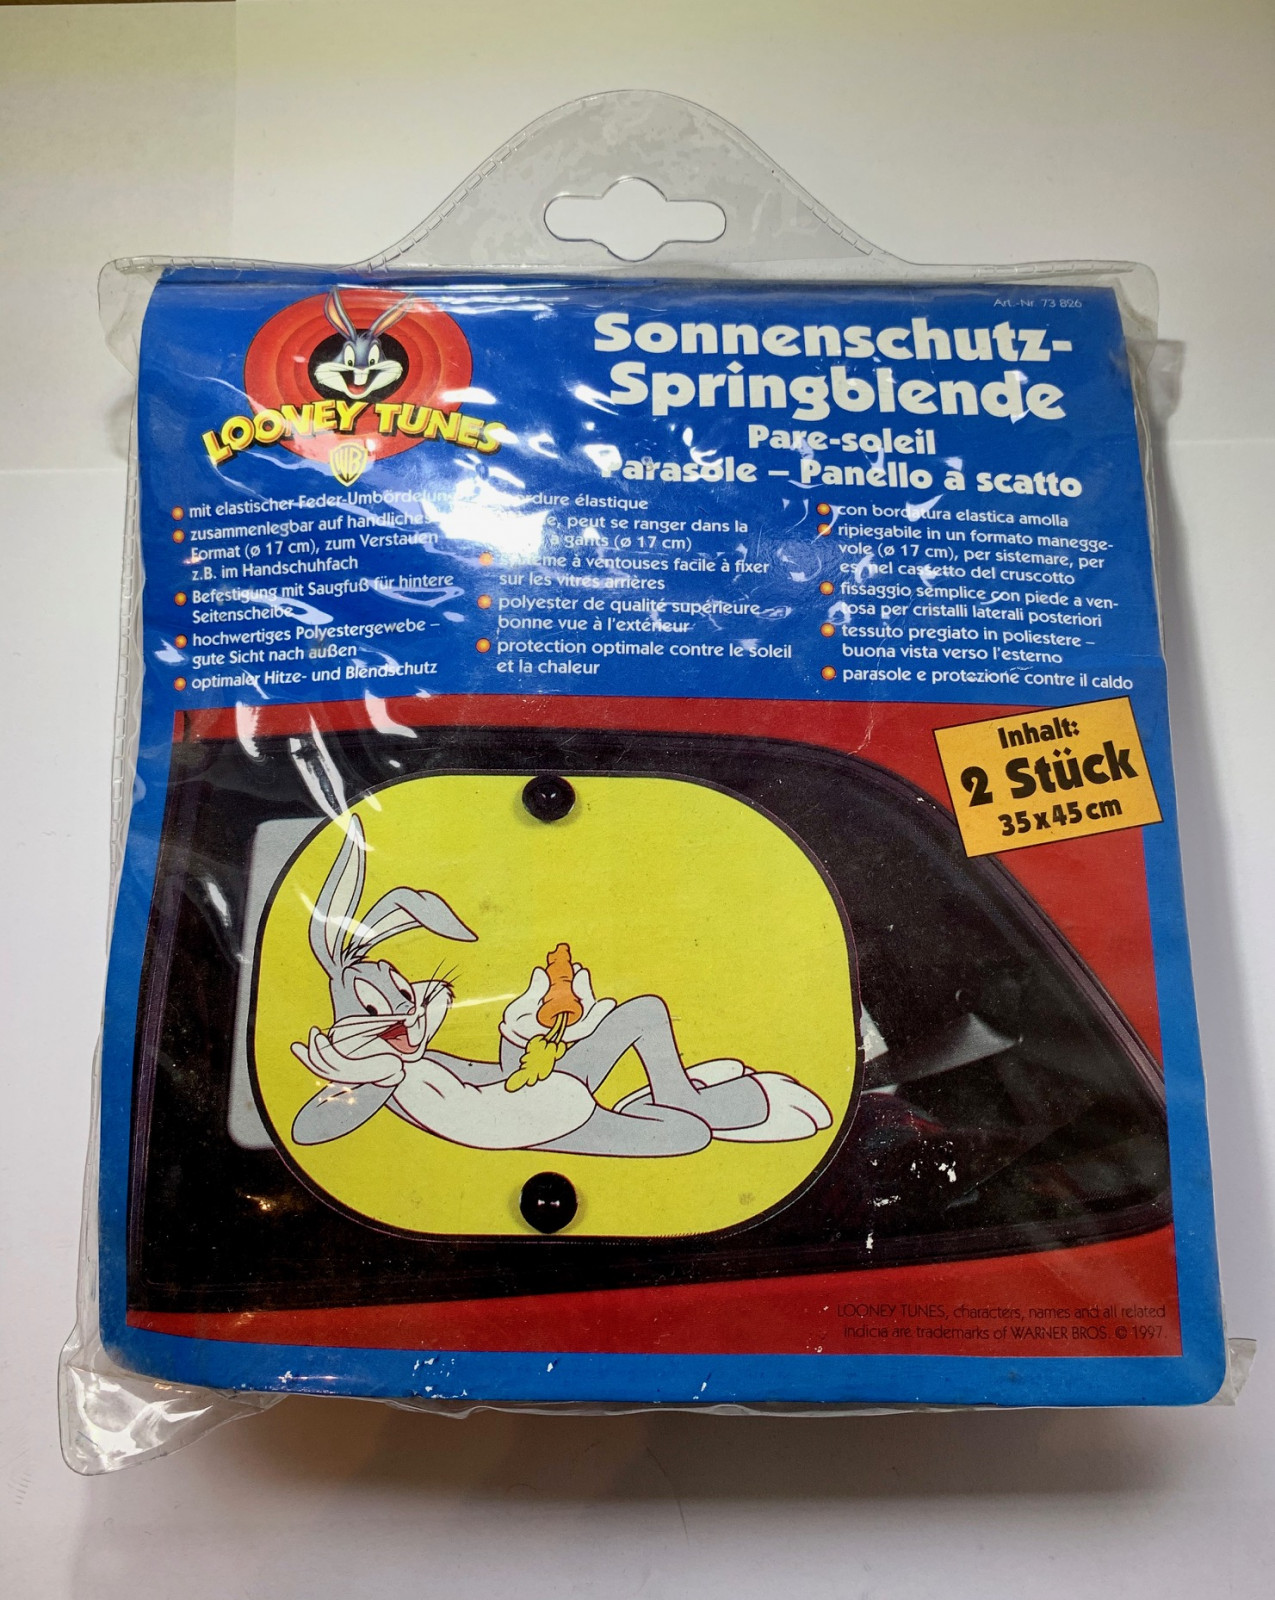 Art.-Nr. 73 826
LOONEY TUNES
WB
Sonnenschutz-
Springblende
Pare-soleil
Parasole – Panello a scatto
mit elastischer Feder-Umbördelung
zusammenlegbar auf handliches
Format (ø 17 cm), zum Verstauen
z.B. im Handschuhfach
Befestigung mit Saugfuß für hintere
Seitenscheibe
hochwertiges Polyestergewebe –
gute Sicht nach außen
optimaler Hitze- und Blendschutz
bordure élastique
peut se ranger dans la
à gants (ø 17 cm)
système à ventouses facile à fixer
sur les vitres arrières
polyester de qualité supérieure –
bonne vue à l'extérieur
protection optimale contre le soleil
et la chaleur
con bordatura elastica amolla
ripiegabile in un formato manegge-
vole (ø 17 cm), per sistemare, per
es. nel cassetto del cruscotto
fissaggio semplice con piede a ven-
tosa per cristalli laterali posteriori
tessuto pregiato in poliestere –
buona vista verso l'esterno
parasole e protezione contro il caldo
Inhalt:
2 Stück
35 x 45 cm
LOONEY TUNES, characters, names and all related
indicia are trademarks of WARNER BROS. © 1997.